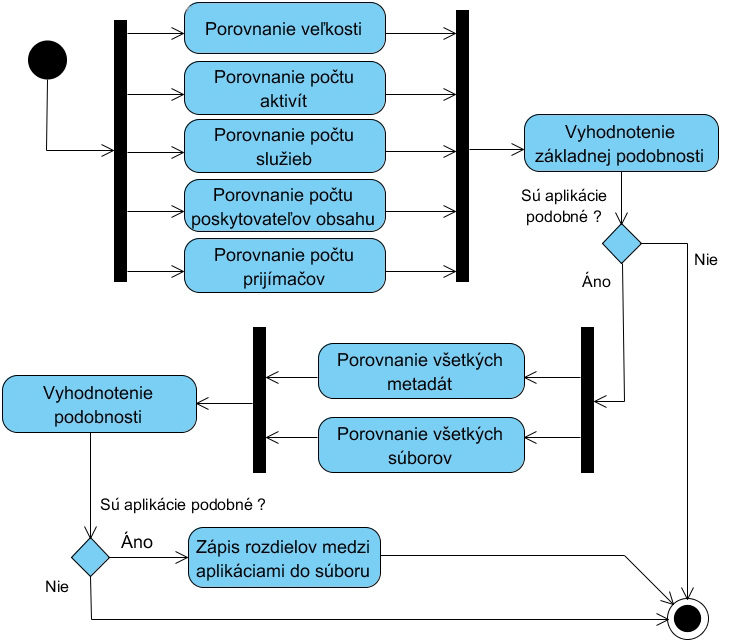 Porovnanie veľkosti
Porovnanie počtu
aktivít
Porovnanie počtu
služieb
Porovnanie počtu
poskytovateľov obsahu
Porovnanie počtu
prijímačov
Vyhodnotenie
základnej podobnosti
Sú aplikácie
podobné ?
Nie
Áno
Porovnanie všetkých
metadát
Porovnanie všetkých
súborov
Vyhodnotenie
podobnosti
Sú aplikácie podobné ?
Áno
Zápis rozdielov medzi
aplikáciami do súboru
Nie